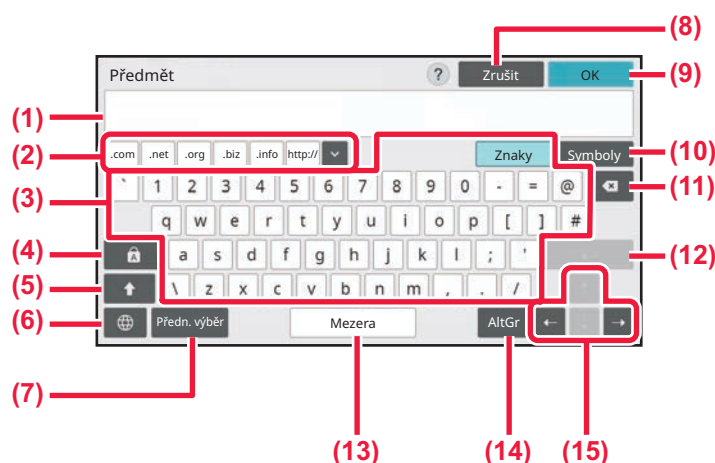 (8)
Předmět ? Zrušit OK (9)
(1)
(2) .com .net .org .biz .info http:// Znaky Symboly (10)
(3) ` 1 2 3 4 5 6 7 8 9 0 - = @ (11)
q w e r t y u i o p [ ] #
(4) A a s d f g h j k l ; ' (12)
(5) \ z x c v b n m , . /
(6) Předn. výběr Mezera AltGr ← →
(7)
(13) (14) (15)